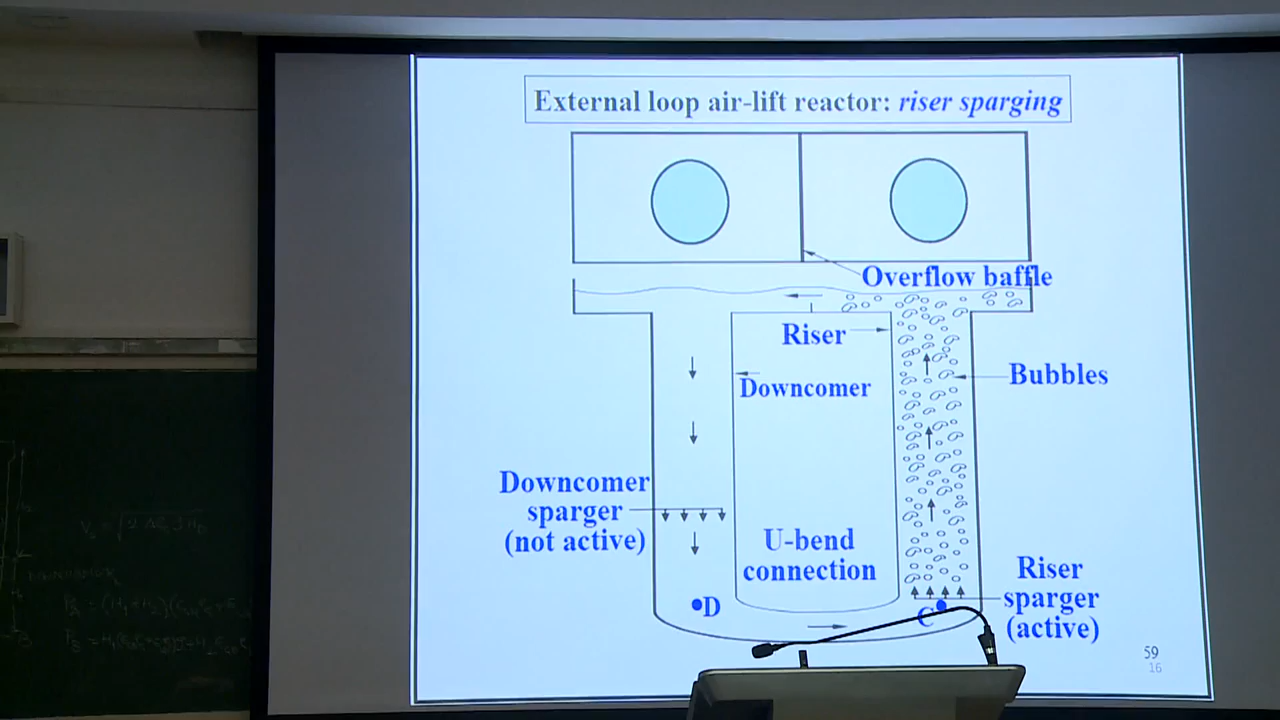 External loop air-lift reactor: riser sparging
Overflow baffle
Riser
Downcomer
Bubbles
Downcomer
sparger
(not active)
U-bend
connection
Riser
sparger
(active)
D
C
59
16